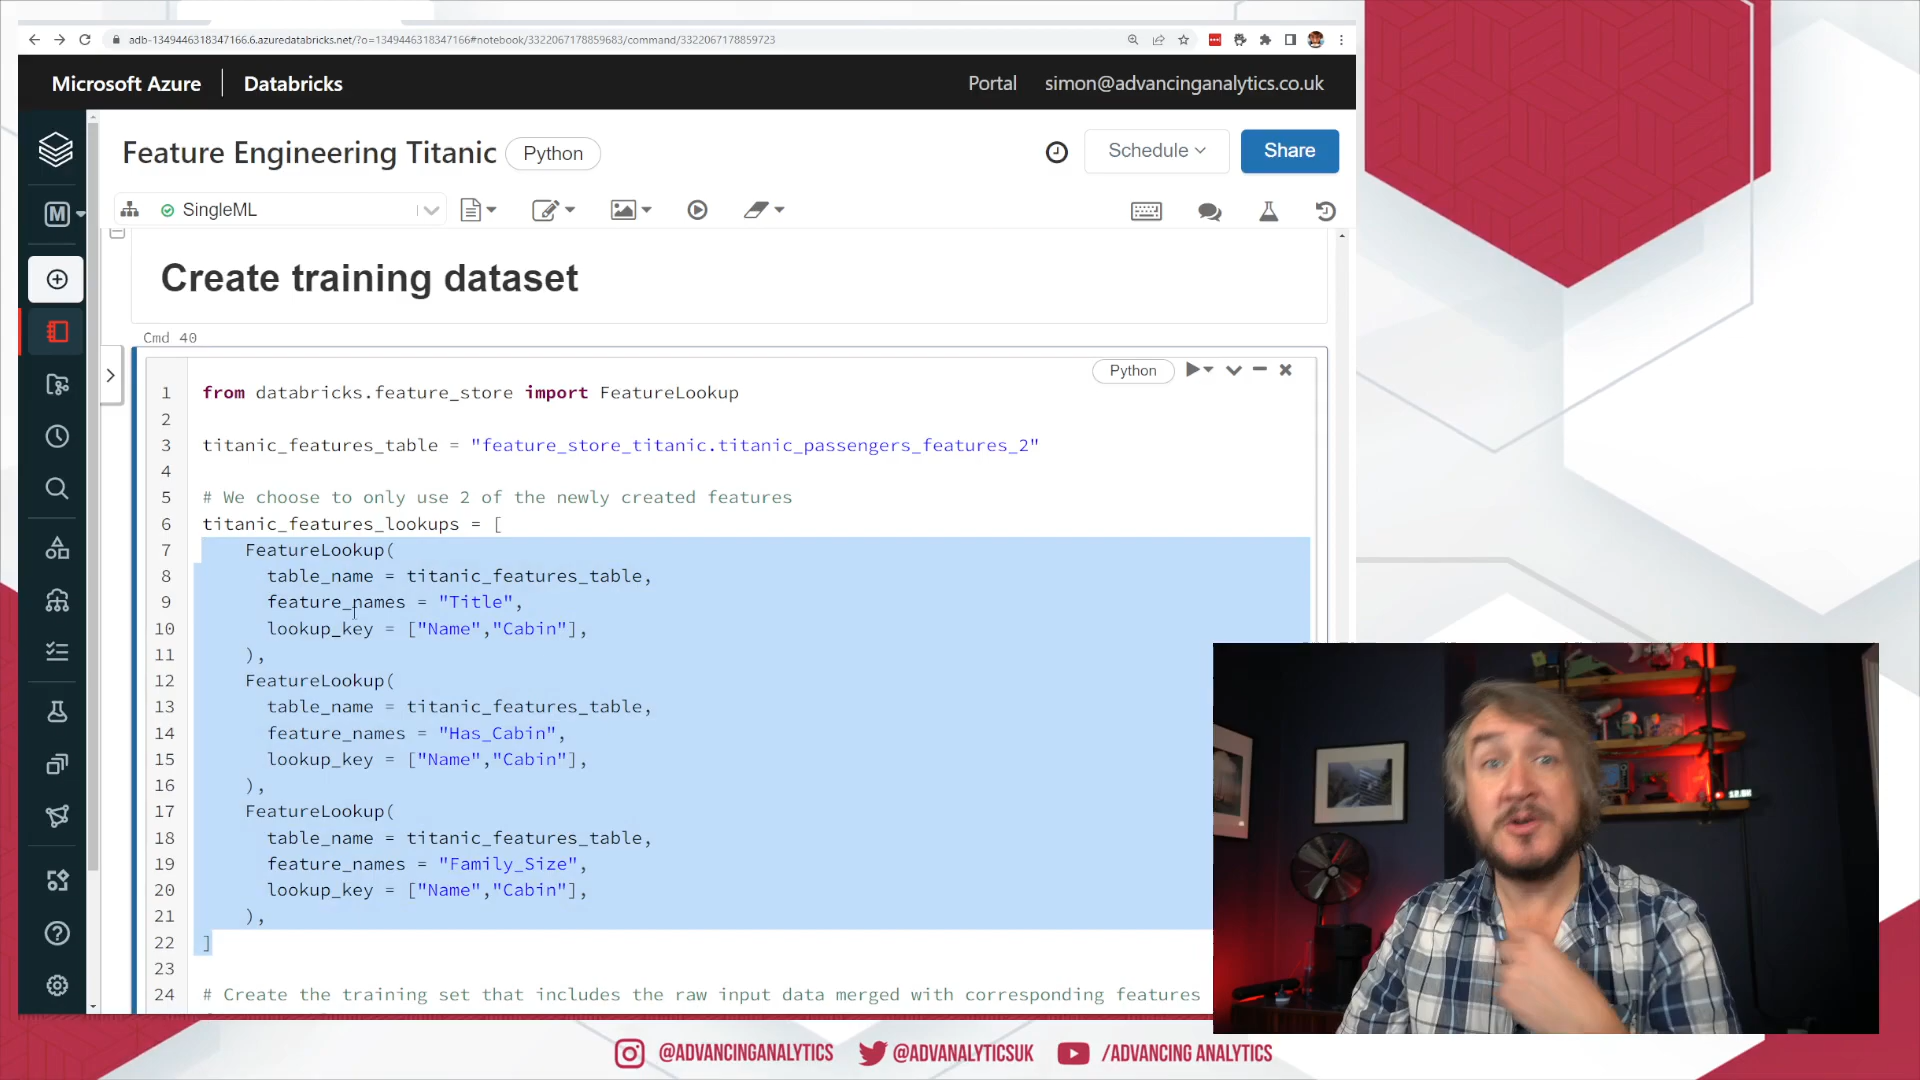 adb-1349446318347166.6.azuredatabricks.net/?o=1349446318347166#notebook/3322067178859683/command/3322067178859723
Microsoft Azure Databricks Portal simon@advancinganalytics.co.uk
Feature Engineering Titanic Python Schedule Share
SingleML
Create training dataset
Cmd 40
Python
1 from databricks.feature_store import FeatureLookup
2
3 titanic_features_table = "feature_store_titanic.titanic_passengers_features_2"
4
5 # We choose to only use 2 of the newly created features
6 titanic_features_lookups = [
7 FeatureLookup(
8 table_name = titanic_features_table,
9 feature_names = "Title",
10 lookup_key = ["Name","Cabin"],
11 ),
12 FeatureLookup(
13 table_name = titanic_features_table,
14 feature_names = "Has_Cabin",
15 lookup_key = ["Name","Cabin"],
16 ),
17 FeatureLookup(
18 table_name = titanic_features_table,
19 feature_names = "Family_Size",
20 lookup_key = ["Name","Cabin"],
21 ),
22 ]
23
24 # Create the training set that includes the raw input data merged with corresponding features
@ADVANCINGANALYTICS @ADVANALYTICSUK /ADVANCING ANALYTICS